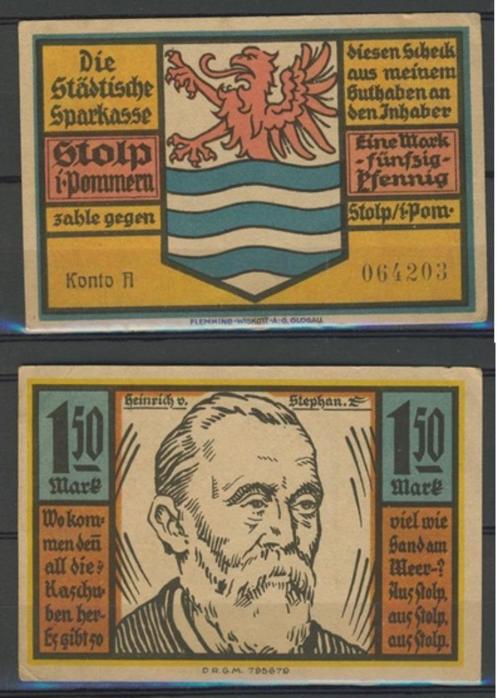 Die
Städtische
Sparkasse
Stolp
i·Pommern
zahle gegen
diesen Scheck
aus meinem
Guthaben an
den Inhaber
Eine Mark
-fünfzig-
Pfennig
Stolp/i·Pom·
Konto A
064203
FLEMMING-WISKOTT-A-G. GLOGAU
1,50
Mark
Heinrich v. Stephan.
1,50
Mark
Wo kom-
men deñ
all die
Kaschu-
ben her-
Es gibt so
viel wie
Sand am
Meer-?
Aus Stolp,
aus Stolp,
aus Stolp.
D.R.G.M. 795679